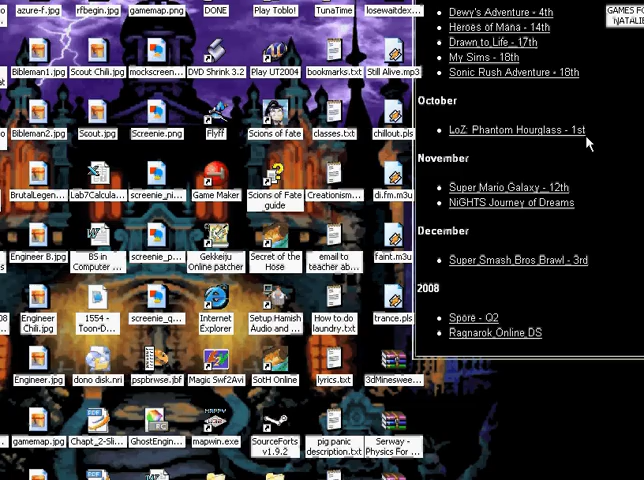 azure-f.jpg
rfbegin.jpg
gamemap.png
DONE
Play Toblo!
TunaTime
losewaitdex...
Bibleman1.jpg
Scout Chili.jpg
mockscreen...
DVD Shrink 3.2
Play UT2004
bookmarks.txt
Still Alive.mp3
Bibleman2.jpg
Scout.jpg
Screenie.png
Flyff
Scions of fate
classes.txt
chillout.pls
BrutalLegen...
Lab7Calcula...
screenie_ni...
Game Maker
Scions of Fate
guide
Creationism...
di.fm.m3u
Engineer B.jpg
BS in
Computer ...
screenie_p...
Gekkeiju
Online patcher
Secret of the
Hose
email to
teacher ab...
faint.m3u
08
Engineer
Chili.jpg
1554 -
Toon-D...
screenie_q...
Internet
Explorer
Setup Hamish
Audio and ...
How to do
laundry.txt
trance.pls
Engineer.jpg
dono disk.nri
pspbrwse.jbf
Magic Swf2Avi
SotH Online
lyrics.txt
3dMineswee...
gamemap.jpg
Chapt_2-Sli...
GhostEngin...
mapwin.exe
SourceForts
v1.9.2
pig panic
description.txt
Serway -
Physics For ...
Dewy's Adventure - 4th
Heroes of Mana - 14th
Drawn to Life - 17th
My Sims - 18th
Sonic Rush Adventure - 18th
October
LoZ: Phantom Hourglass - 1st
November
Super Mario Galaxy - 12th
NiGHTS Journey of Dreams
December
Super Smash Bros Brawl - 3rd
2008
Spore - Q2
Ragnarok Online DS
GAMES FO